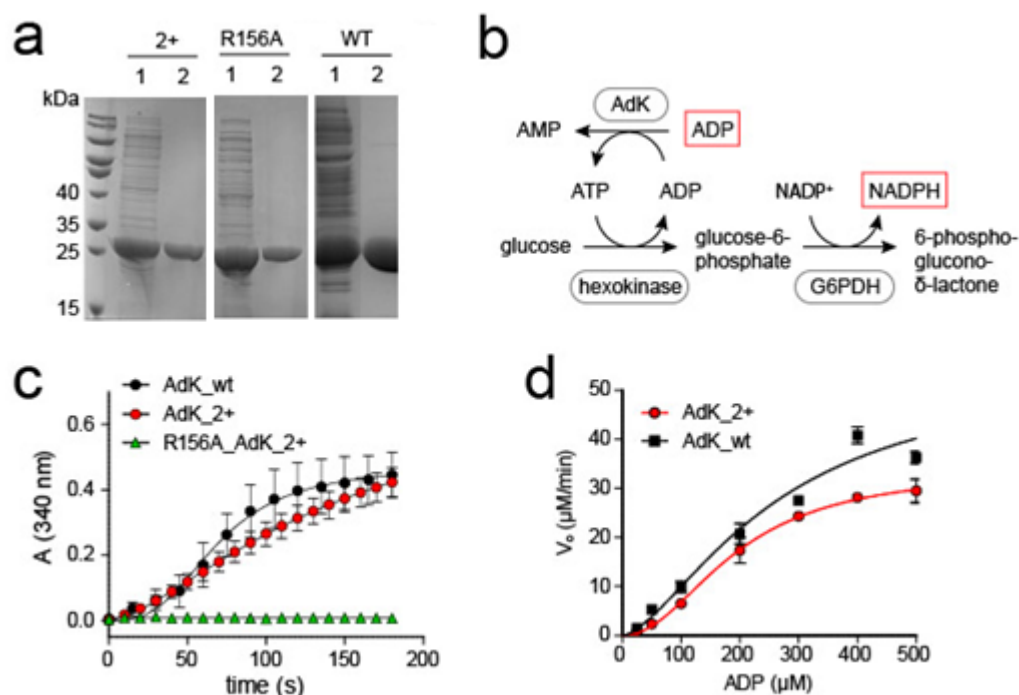 a
2+ R156A WT
1 2 1 2 1 2
kDa
40
35
25
15
b
AdK
AMP ADP
ATP ADP NADP+ NADPH
glucose glucose-6-phosphate 6-phospho-
glucono-
δ-lactone
hexokinase G6PDH
c
AdK_wt
AdK_2+
R156A_AdK_2+
A (340 nm)
0.6
0.4
0.2
0.0
0 50 100 150 200
time (s)
d
AdK_2+
AdK_wt
V₀ (µM/min)
50
40
30
20
10
0
0 100 200 300 400 500
ADP (µM)